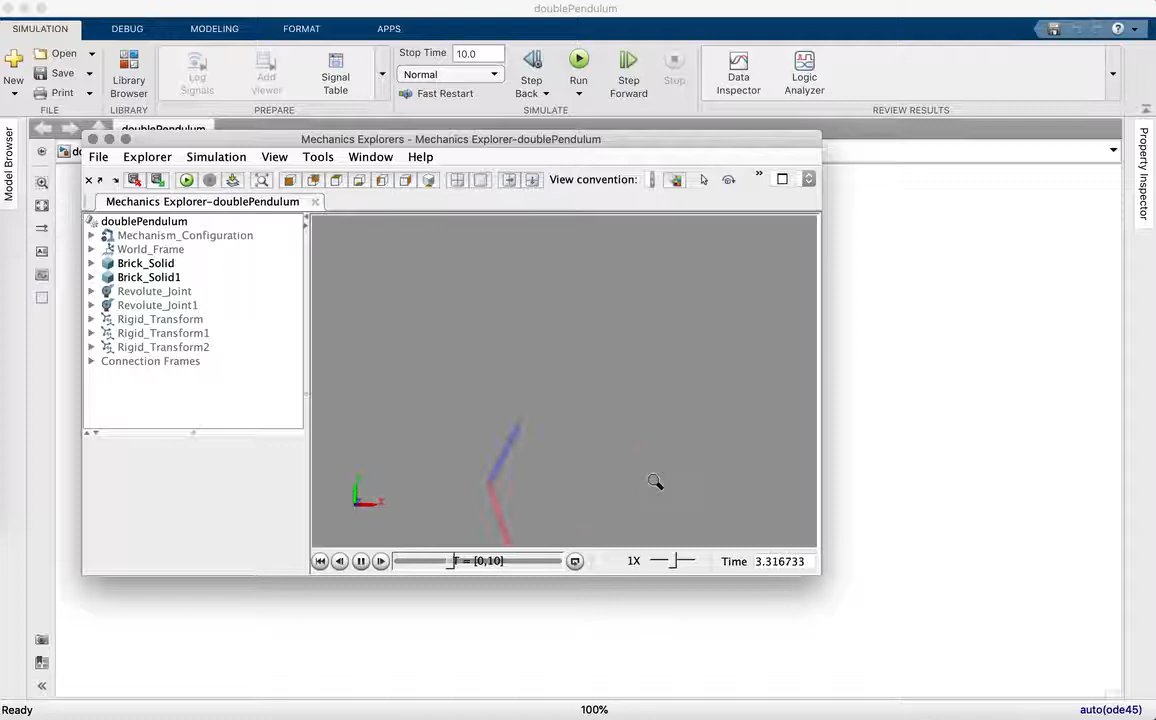 doublePendulum
SIMULATION DEBUG MODELING FORMAT APPS
New
Open
Save
Print
FILE
Library Browser
LIBRARY
Log Signals
Add Viewer
Signal Table
PREPARE
Stop Time 10.0
Normal
Fast Restart
Step Back
Run
Step Forward
Stop
SIMULATE
Data Inspector
Logic Analyzer
REVIEW RESULTS
Model Browser
doublePendulum
Property Inspector
Mechanics Explorers - Mechanics Explorer-doublePendulum
File Explorer Simulation View Tools Window Help
View convention:
Mechanics Explorer-doublePendulum
doublePendulum
Mechanism_Configuration
World_Frame
Brick_Solid
Brick_Solid1
Revolute_Joint
Revolute_Joint1
Rigid_Transform
Rigid_Transform1
Rigid_Transform2
Connection Frames
T = [0,10]
1X
Time 3.316733
Ready
100%
auto(ode45)